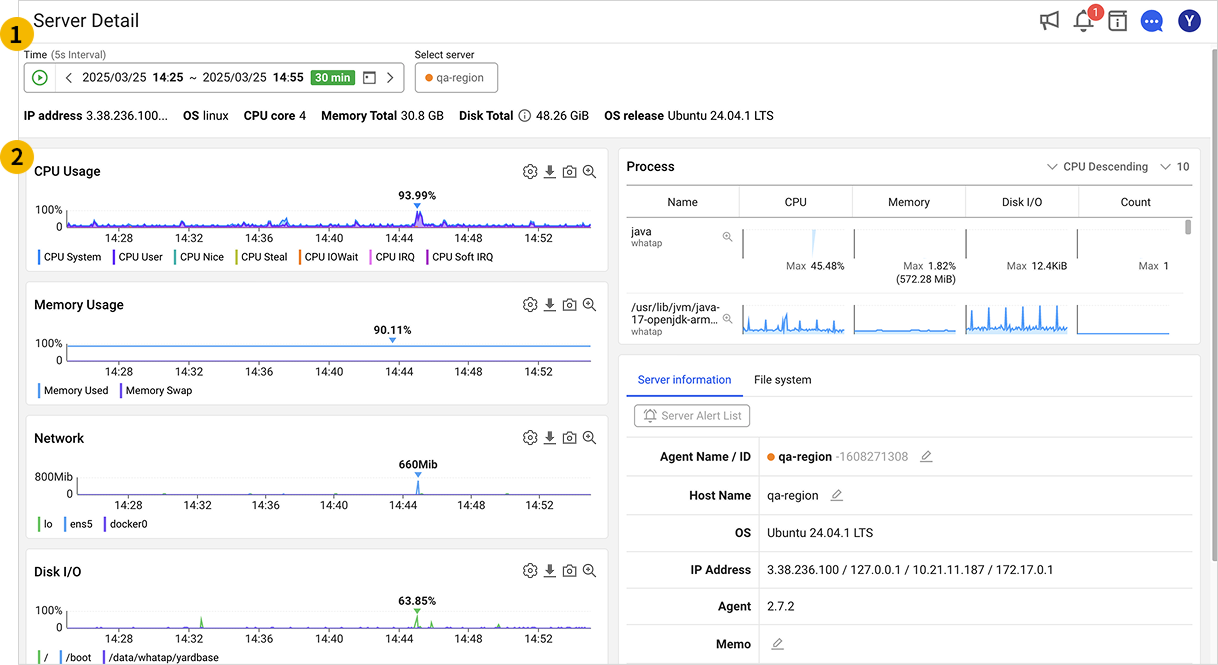 1
Server Detail
1
Y
Time (5s Interval)
Select server
2025/03/25 14:25 ~ 2025/03/25 14:55 30 min
qa-region
IP address 3.38.236.100... OS linux CPU core 4 Memory Total 30.8 GB Disk Total 48.26 GiB OS release Ubuntu 24.04.1 LTS
2
CPU Usage
93.99%
100%
0
14:28 14:32 14:36 14:40 14:44 14:48 14:52
CPU System CPU User CPU Nice CPU Steal CPU IOWait CPU IRQ CPU Soft IRQ
Memory Usage
90.11%
100%
0
14:28 14:32 14:36 14:40 14:44 14:48 14:52
Memory Used Memory Swap
Network
660Mib
800Mib
0
14:28 14:32 14:36 14:40 14:44 14:48 14:52
lo ens5 docker0
Disk I/O
63.85%
100%
0
14:28 14:32 14:36 14:40 14:44 14:48 14:52
/ /boot /data/whatap/yardbase
Process
CPU Descending 10
Name CPU Memory Disk I/O Count
java
whatap
Max 45.48% Max 1.82% Max 12.4KiB Max 1
(572.28 MiB)
/usr/lib/jvm/java-
17-openjdk-arm...
whatap
Server information File system
Server Alert List
Agent Name / ID qa-region -1608271308
Host Name qa-region
OS Ubuntu 24.04.1 LTS
IP Address 3.38.236.100 / 127.0.0.1 / 10.21.11.187 / 172.17.0.1
Agent 2.7.2
Memo